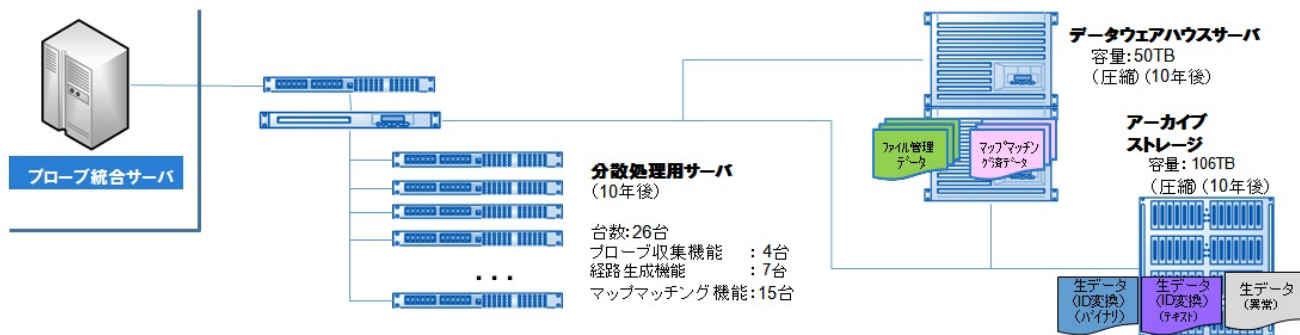 プローブ統合サーバ
分散処理用サーバ
(10年後)
台数:26台
プローブ収集機能 : 4台
経路生成機能 : 7台
マップマッチング機能:15台
...
データウェアハウスサーバ
容量:50TB
(圧縮)(10年後)
ファイル管理
データ
マップマッチン
グ済データ
アーカイブ
ストレージ
容量: 106TB
(圧縮)(10年後)
生データ
(ID変換)
(バイナリ)
生データ
(ID変換)
(テキスト)
生データ
(異常)